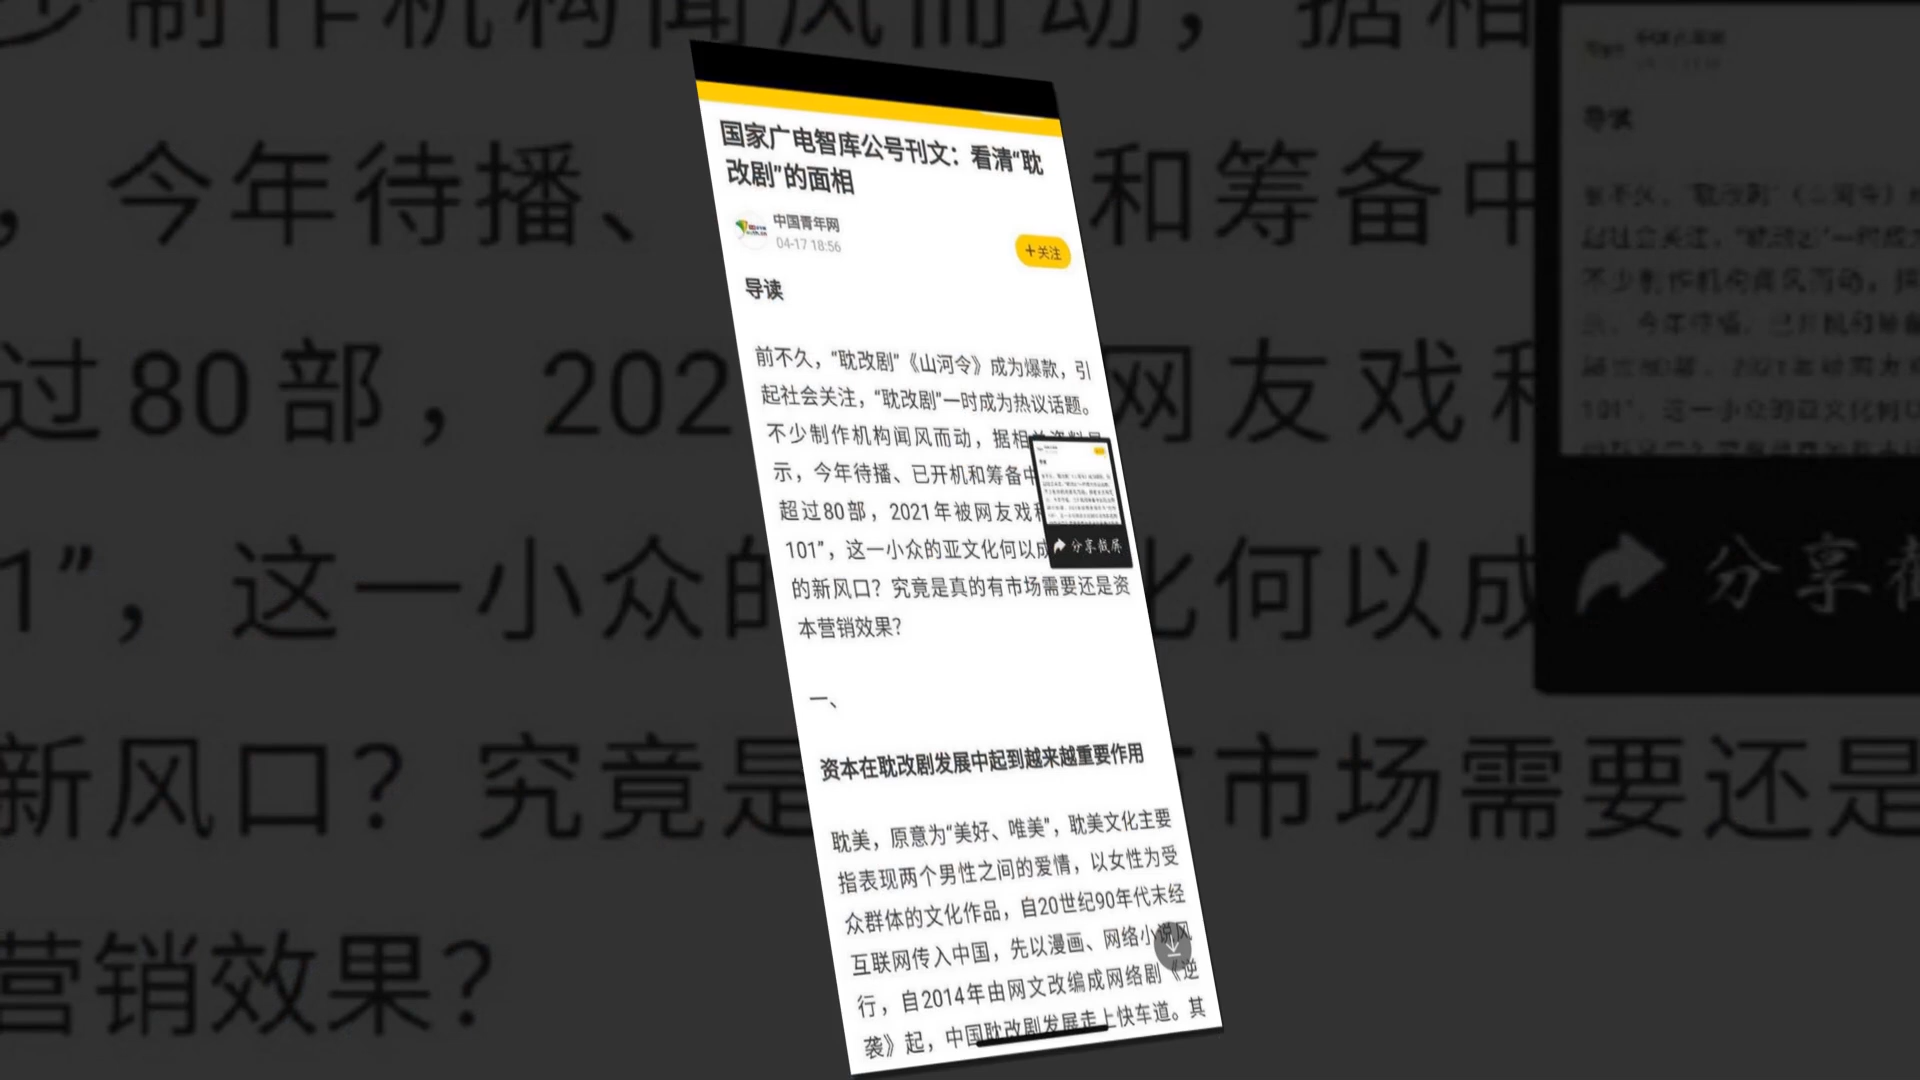 国家广电智库公号刊文：看清“耽
改剧”的面相
中国青年网
04-17 18:56
+关注
导读
前不久，“耽改剧”《山河令》成为爆款，引
起社会关注，“耽改剧”一时成为热议话题。
不少制作机构闻风而动，据相
示，今年待播、已开机和筹备中
超过80部，2021年被网友戏
101”，这一小众的亚文化何以成
的新风口？究竟是真的有市场需要还是资
本营销效果？
分享截屏
一、
资本在耽改剧发展中起到越来越重要作用
耽美，原意为“美好、唯美”，耽美文化主要
指表现两个男性之间的爱情，以女性为受
众群体的文化作品，自20世纪90年代末经
互联网传入中国，先以漫画、网络小说风
行，自2014年由网文改编成网络剧《逆
袭》起，中国耽改剧发展走上快车道。其